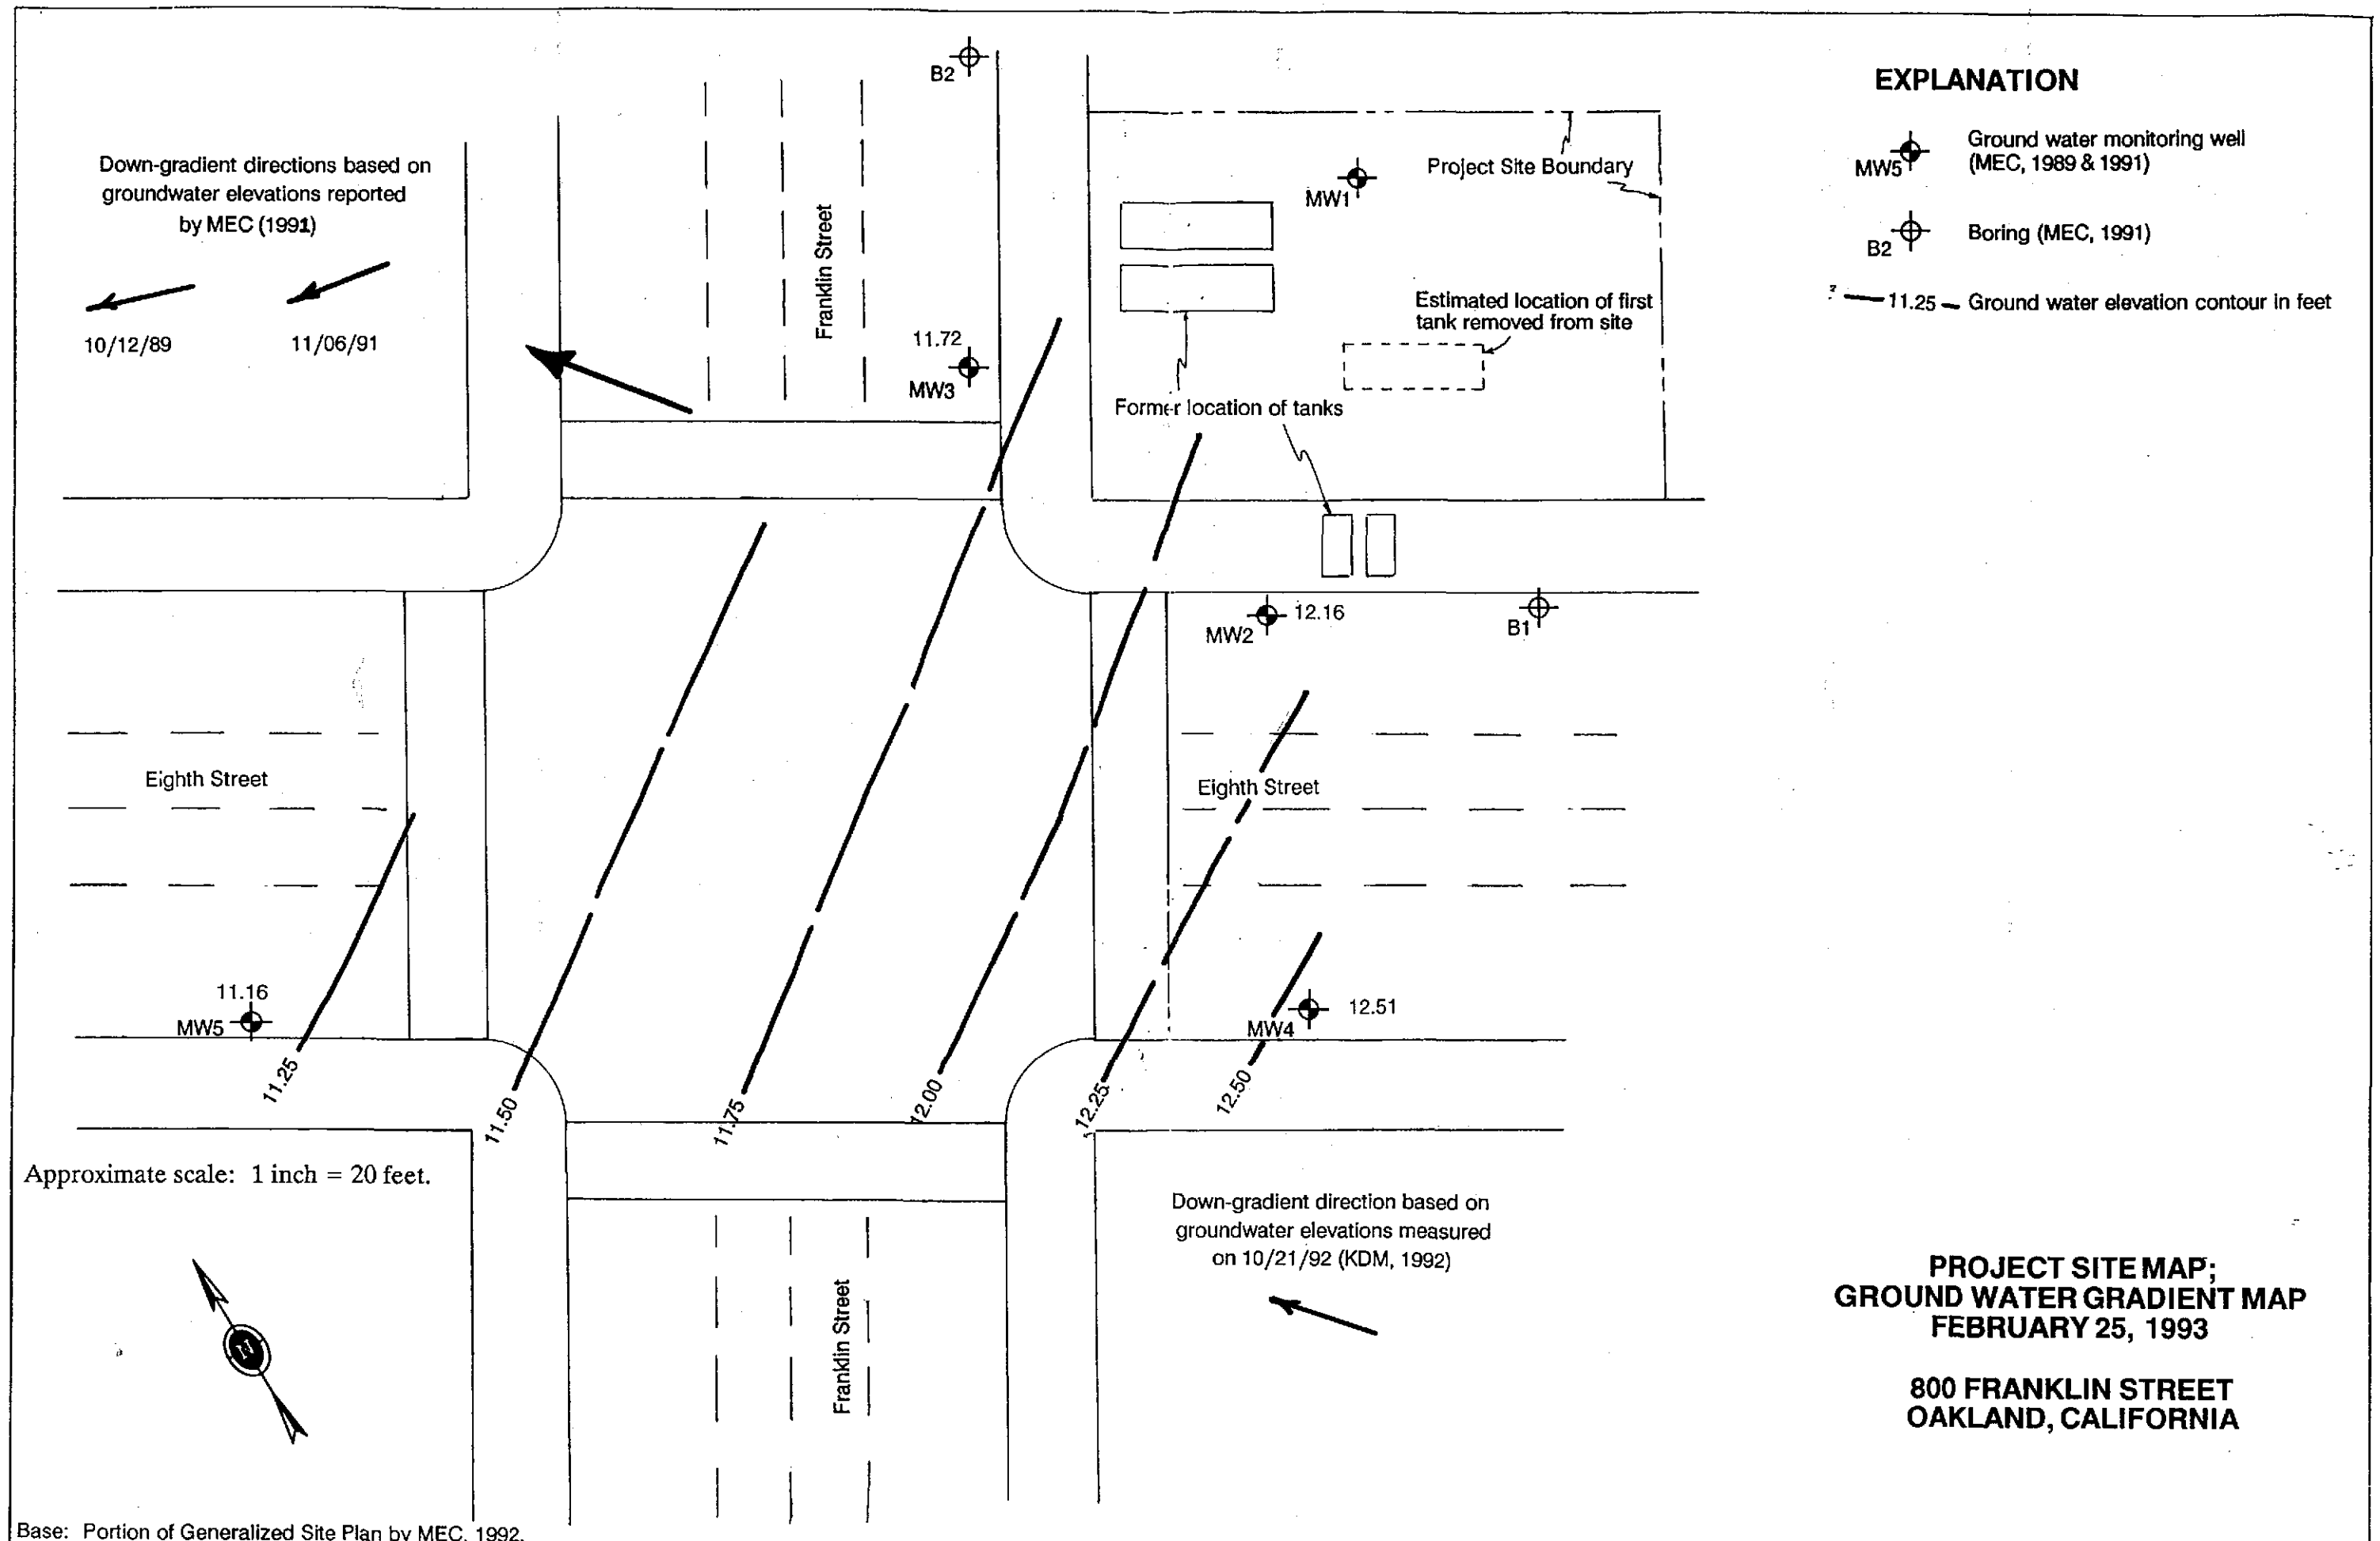 B2
EXPLANATION
MW5
Ground water monitoring well
(MEC, 1989 & 1991)
B2
Boring (MEC, 1991)
11.25
Ground water elevation contour in feet
Down-gradient directions based on
groundwater elevations reported
by MEC (1991)
10/12/89
11/06/91
Franklin Street
11.72
MW3
MW1
Project Site Boundary
Estimated location of first
tank removed from site
Former location of tanks
MW2
12.16
B1
Eighth Street
Eighth Street
11.16
MW5
12.51
MW4
11.25
11.50
11.75
12.00
12.25
12.50
Approximate scale: 1 inch = 20 feet.
N
Franklin Street
Down-gradient direction based on
groundwater elevations measured
on 10/21/92 (KDM, 1992)
PROJECT SITE MAP;
GROUND WATER GRADIENT MAP
FEBRUARY 25, 1993
800 FRANKLIN STREET
OAKLAND, CALIFORNIA
Base: Portion of Generalized Site Plan by MEC, 1992.